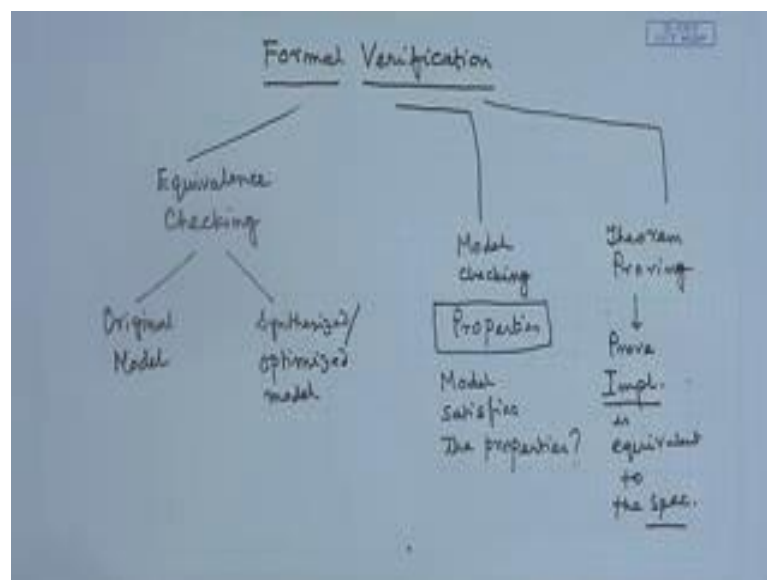 Formal Verification
Equivalence
Checking
Original
Model
Synthesized/
optimized
model
Model
checking
Properties
Model
satisfies
The properties?
Theorem
Proving
Prove
Impl.
is
equivalent
to
the Spec.